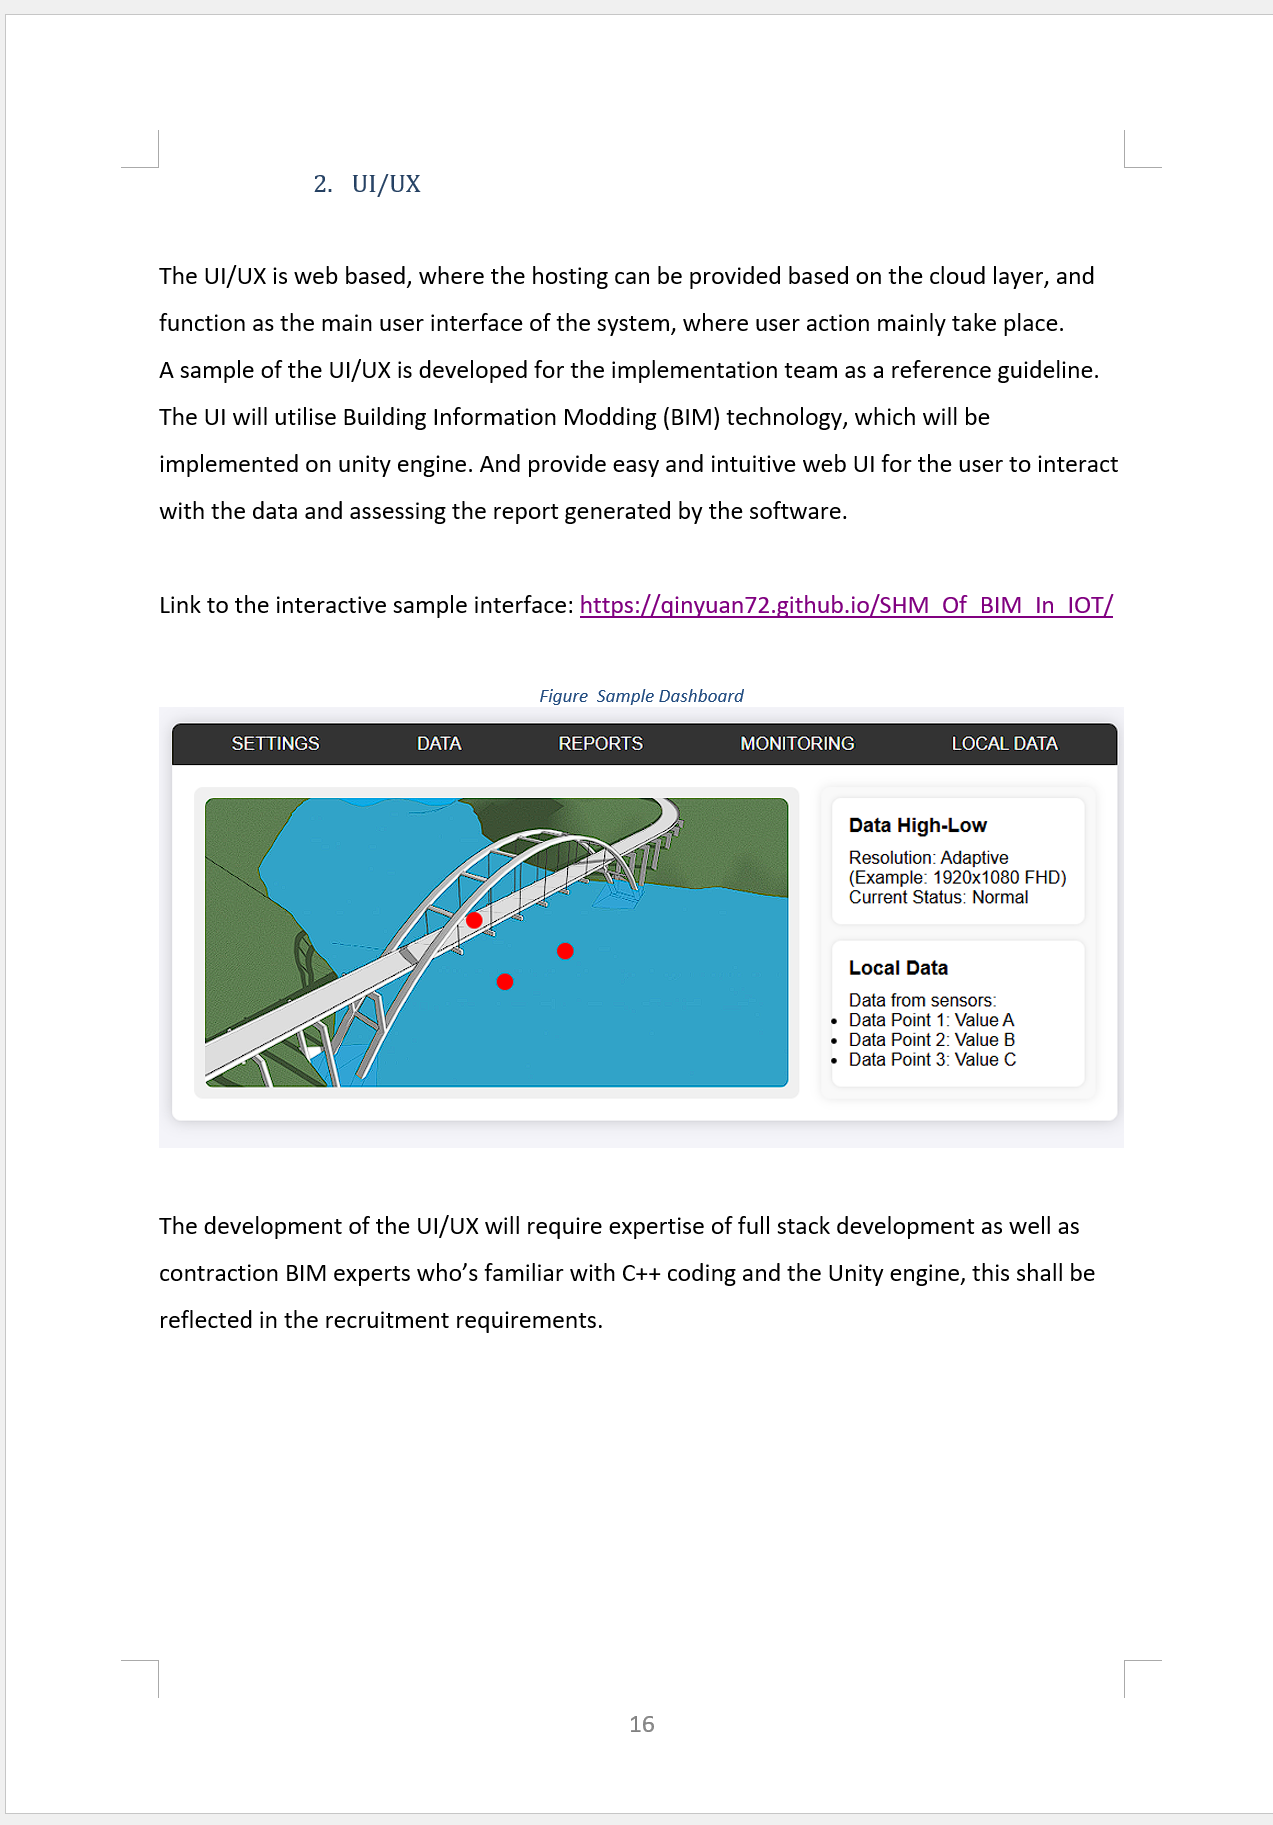 2. UI/UX
The UI/UX is web based, where the hosting can be provided based on the cloud layer, and
function as the main user interface of the system, where user action mainly take place.
A sample of the UI/UX is developed for the implementation team as a reference guideline.
The UI will utilise Building Information Modding (BIM) technology, which will be
implemented on unity engine. And provide easy and intuitive web UI for the user to interact
with the data and assessing the report generated by the software.
Link to the interactive sample interface: https://qinyuan72.github.io/SHM_Of_BIM_In_IOT/
Figure  Sample Dashboard
SETTINGS DATA REPORTS MONITORING LOCAL DATA
Data High-Low
Resolution: Adaptive
(Example: 1920x1080 FHD)
Current Status: Normal
Local Data
Data from sensors:
• Data Point 1: Value A
• Data Point 2: Value B
• Data Point 3: Value C
The development of the UI/UX will require expertise of full stack development as well as
contraction BIM experts who’s familiar with C++ coding and the Unity engine, this shall be
reflected in the recruitment requirements.
16